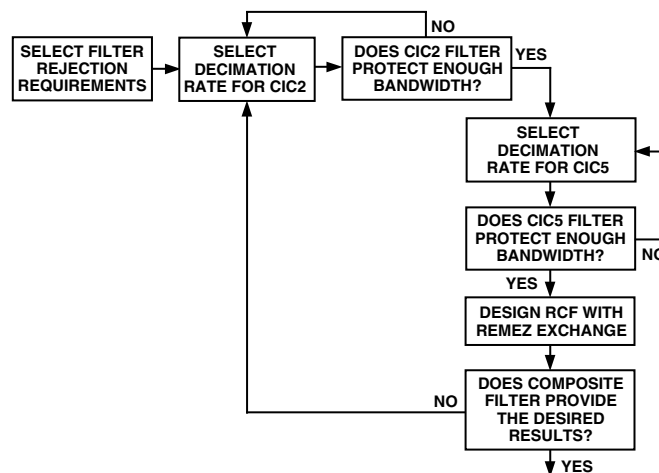 SELECT FILTER
REJECTION
REQUIREMENTS
SELECT
DECIMATION
RATE FOR CIC2
NO
DOES CIC2 FILTER
PROTECT ENOUGH
BANDWIDTH?
YES
SELECT
DECIMATION
RATE FOR CIC5
DOES CIC5 FILTER
PROTECT ENOUGH
BANDWIDTH?
NO
YES
DESIGN RCF WITH
REMEZ EXCHANGE
DOES COMPOSITE
FILTER PROVIDE
THE DESIRED
RESULTS?
NO
YES